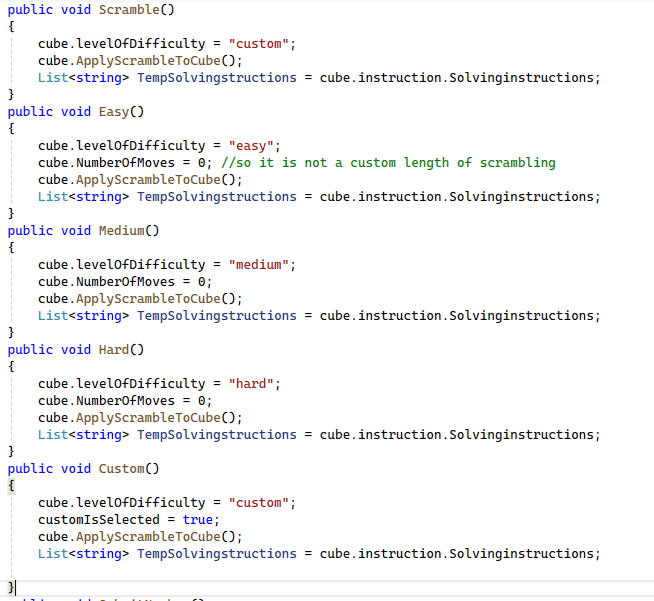 public void Scramble()
{
    cube.levelOfDifficulty = "custom";
    cube.ApplyScrambleToCube();
    List<string> TempSolvingstructions = cube.instruction.Solvinginstructions;
}
public void Easy()
{
    cube.levelOfDifficulty = "easy";
    cube.NumberOfMoves = 0; //so it is not a custom length of scrambling
    cube.ApplyScrambleToCube();
    List<string> TempSolvingstructions = cube.instruction.Solvinginstructions;
}
public void Medium()
{
    cube.levelOfDifficulty = "medium";
    cube.NumberOfMoves = 0;
    cube.ApplyScrambleToCube();
    List<string> TempSolvingstructions = cube.instruction.Solvinginstructions;
}
public void Hard()
{
    cube.levelOfDifficulty = "hard";
    cube.NumberOfMoves = 0;
    cube.ApplyScrambleToCube();
    List<string> TempSolvingstructions = cube.instruction.Solvinginstructions;
}
public void Custom()
{
    cube.levelOfDifficulty = "custom";
    customIsSelected = true;
    cube.ApplyScrambleToCube();
    List<string> TempSolvingstructions = cube.instruction.Solvinginstructions;
}